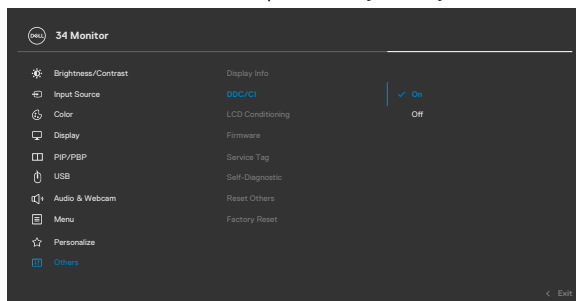 DELL 34 Monitor
Brightness/Contrast Display Info
Input Source DDC/CI ✓ On
Color LCD Conditioning Off
Display Firmware
PIP/PBP Service Tag
USB Self-Diagnostic
Audio & Webcam Reset Others
Menu Factory Reset
Personalize
Others
< Exit